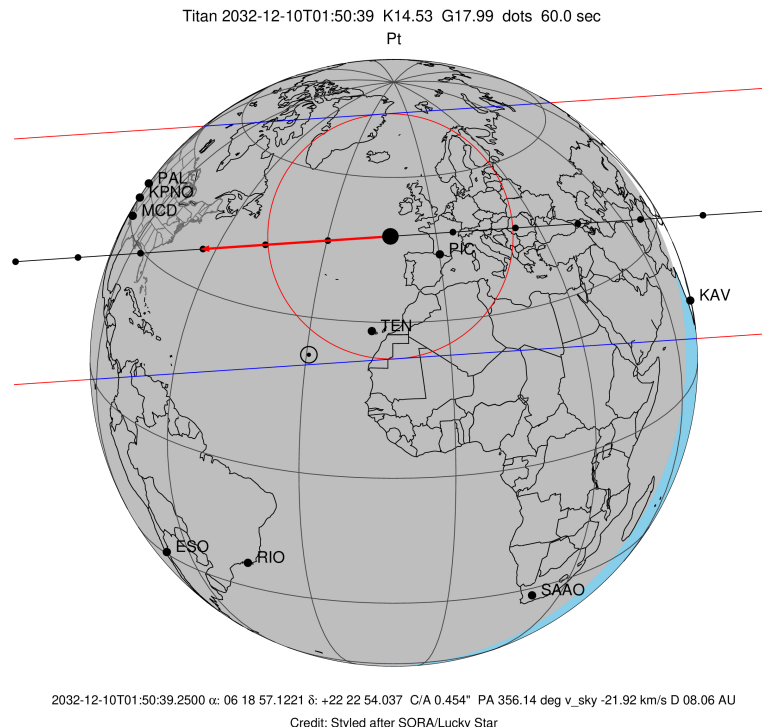 Titan 2032-12-10T01:50:39 K14.53 G17.99 dots 60.0 sec
Pt
PAL
KPNO
MCD
PIC
KAV
TEN
ESO
RIO
SAAO
2032-12-10T01:50:39.2500 α: 06 18 57.1221 δ: +22 22 54.037 C/A 0.454" PA 356.14 deg v_sky -21.92 km/s D 08.06 AU
Credit: Styled after SORA/Lucky Star